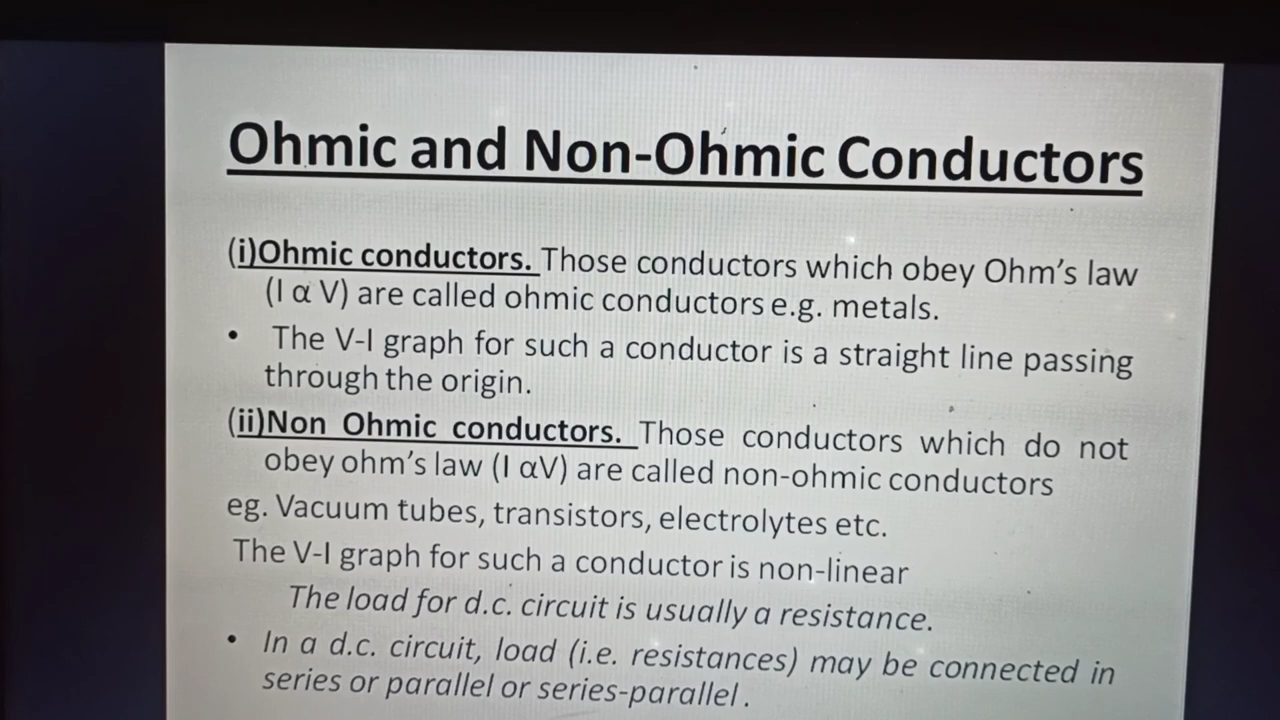 Ohmic and Non-Ohmic Conductors
(i)Ohmic conductors. Those conductors which obey Ohm's law
(I α V) are called ohmic conductors e.g. metals.
• The V-I graph for such a conductor is a straight line passing
through the origin.
(ii)Non Ohmic conductors. Those conductors which do not
obey ohm's law (I αV) are called non-ohmic conductors
eg. Vacuum tubes, transistors, electrolytes etc.
The V-I graph for such a conductor is non-linear
The load for d.c. circuit is usually a resistance.
• In a d.c. circuit, load (i.e. resistances) may be connected in
series or parallel or series-parallel.